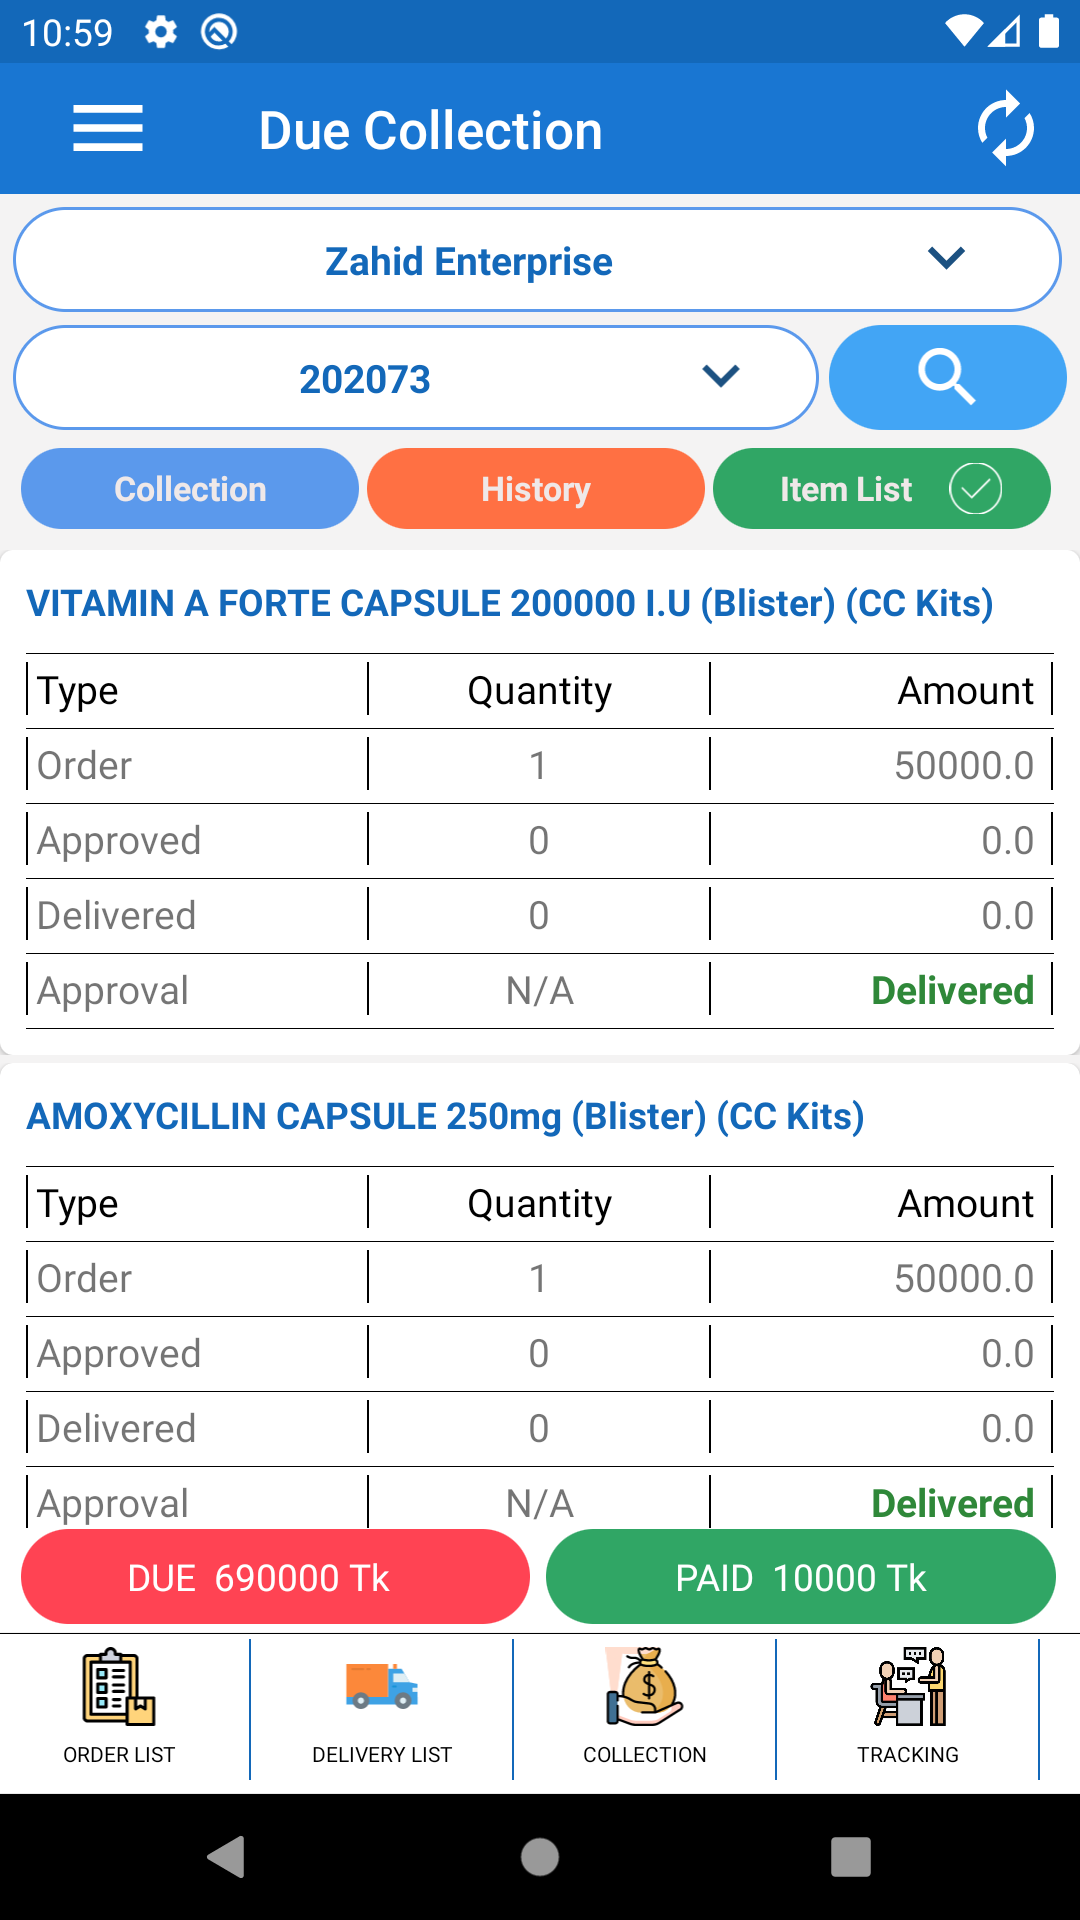 10:59
Due Collection
Zahid Enterprise
202073
Collection History Item List
VITAMIN A FORTE CAPSULE 200000 I.U (Blister) (CC Kits)
Type Quantity Amount
Order 1 50000.0
Approved 0 0.0
Delivered 0 0.0
Approval N/A Delivered
AMOXYCILLIN CAPSULE 250mg (Blister) (CC Kits)
Type Quantity Amount
Order 1 50000.0
Approved 0 0.0
Delivered 0 0.0
Approval N/A Delivered
DUE 690000 Tk PAID 10000 Tk
ORDER LIST DELIVERY LIST COLLECTION TRACKING